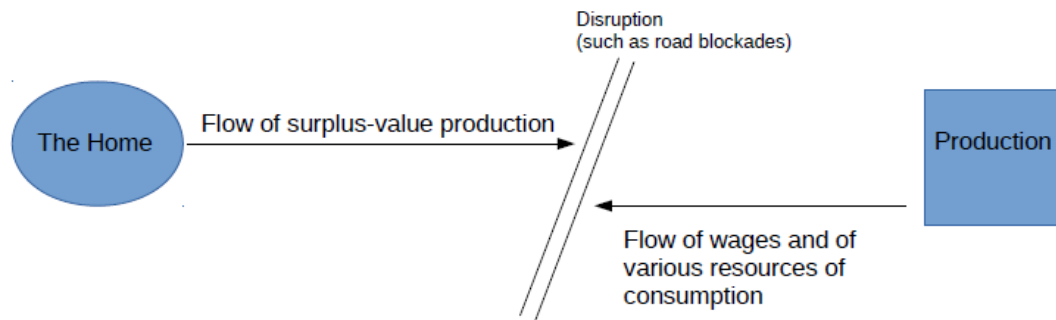 Disruption
(such as road blockades)
Flow of surplus-value production
The Home
Production
Flow of wages and of
various resources of
consumption